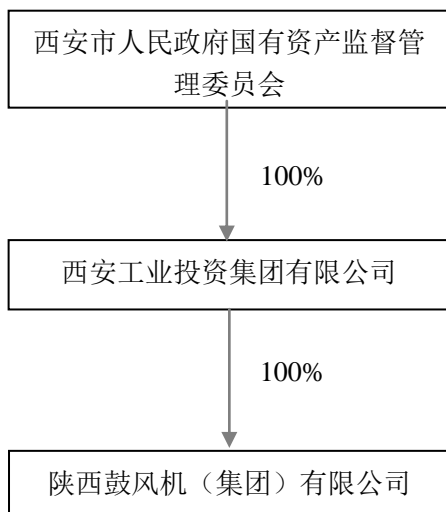 西安市人民政府国有资产监督管
理委员会
100%
西安工业投资集团有限公司
100%
陕西鼓风机（集团）有限公司